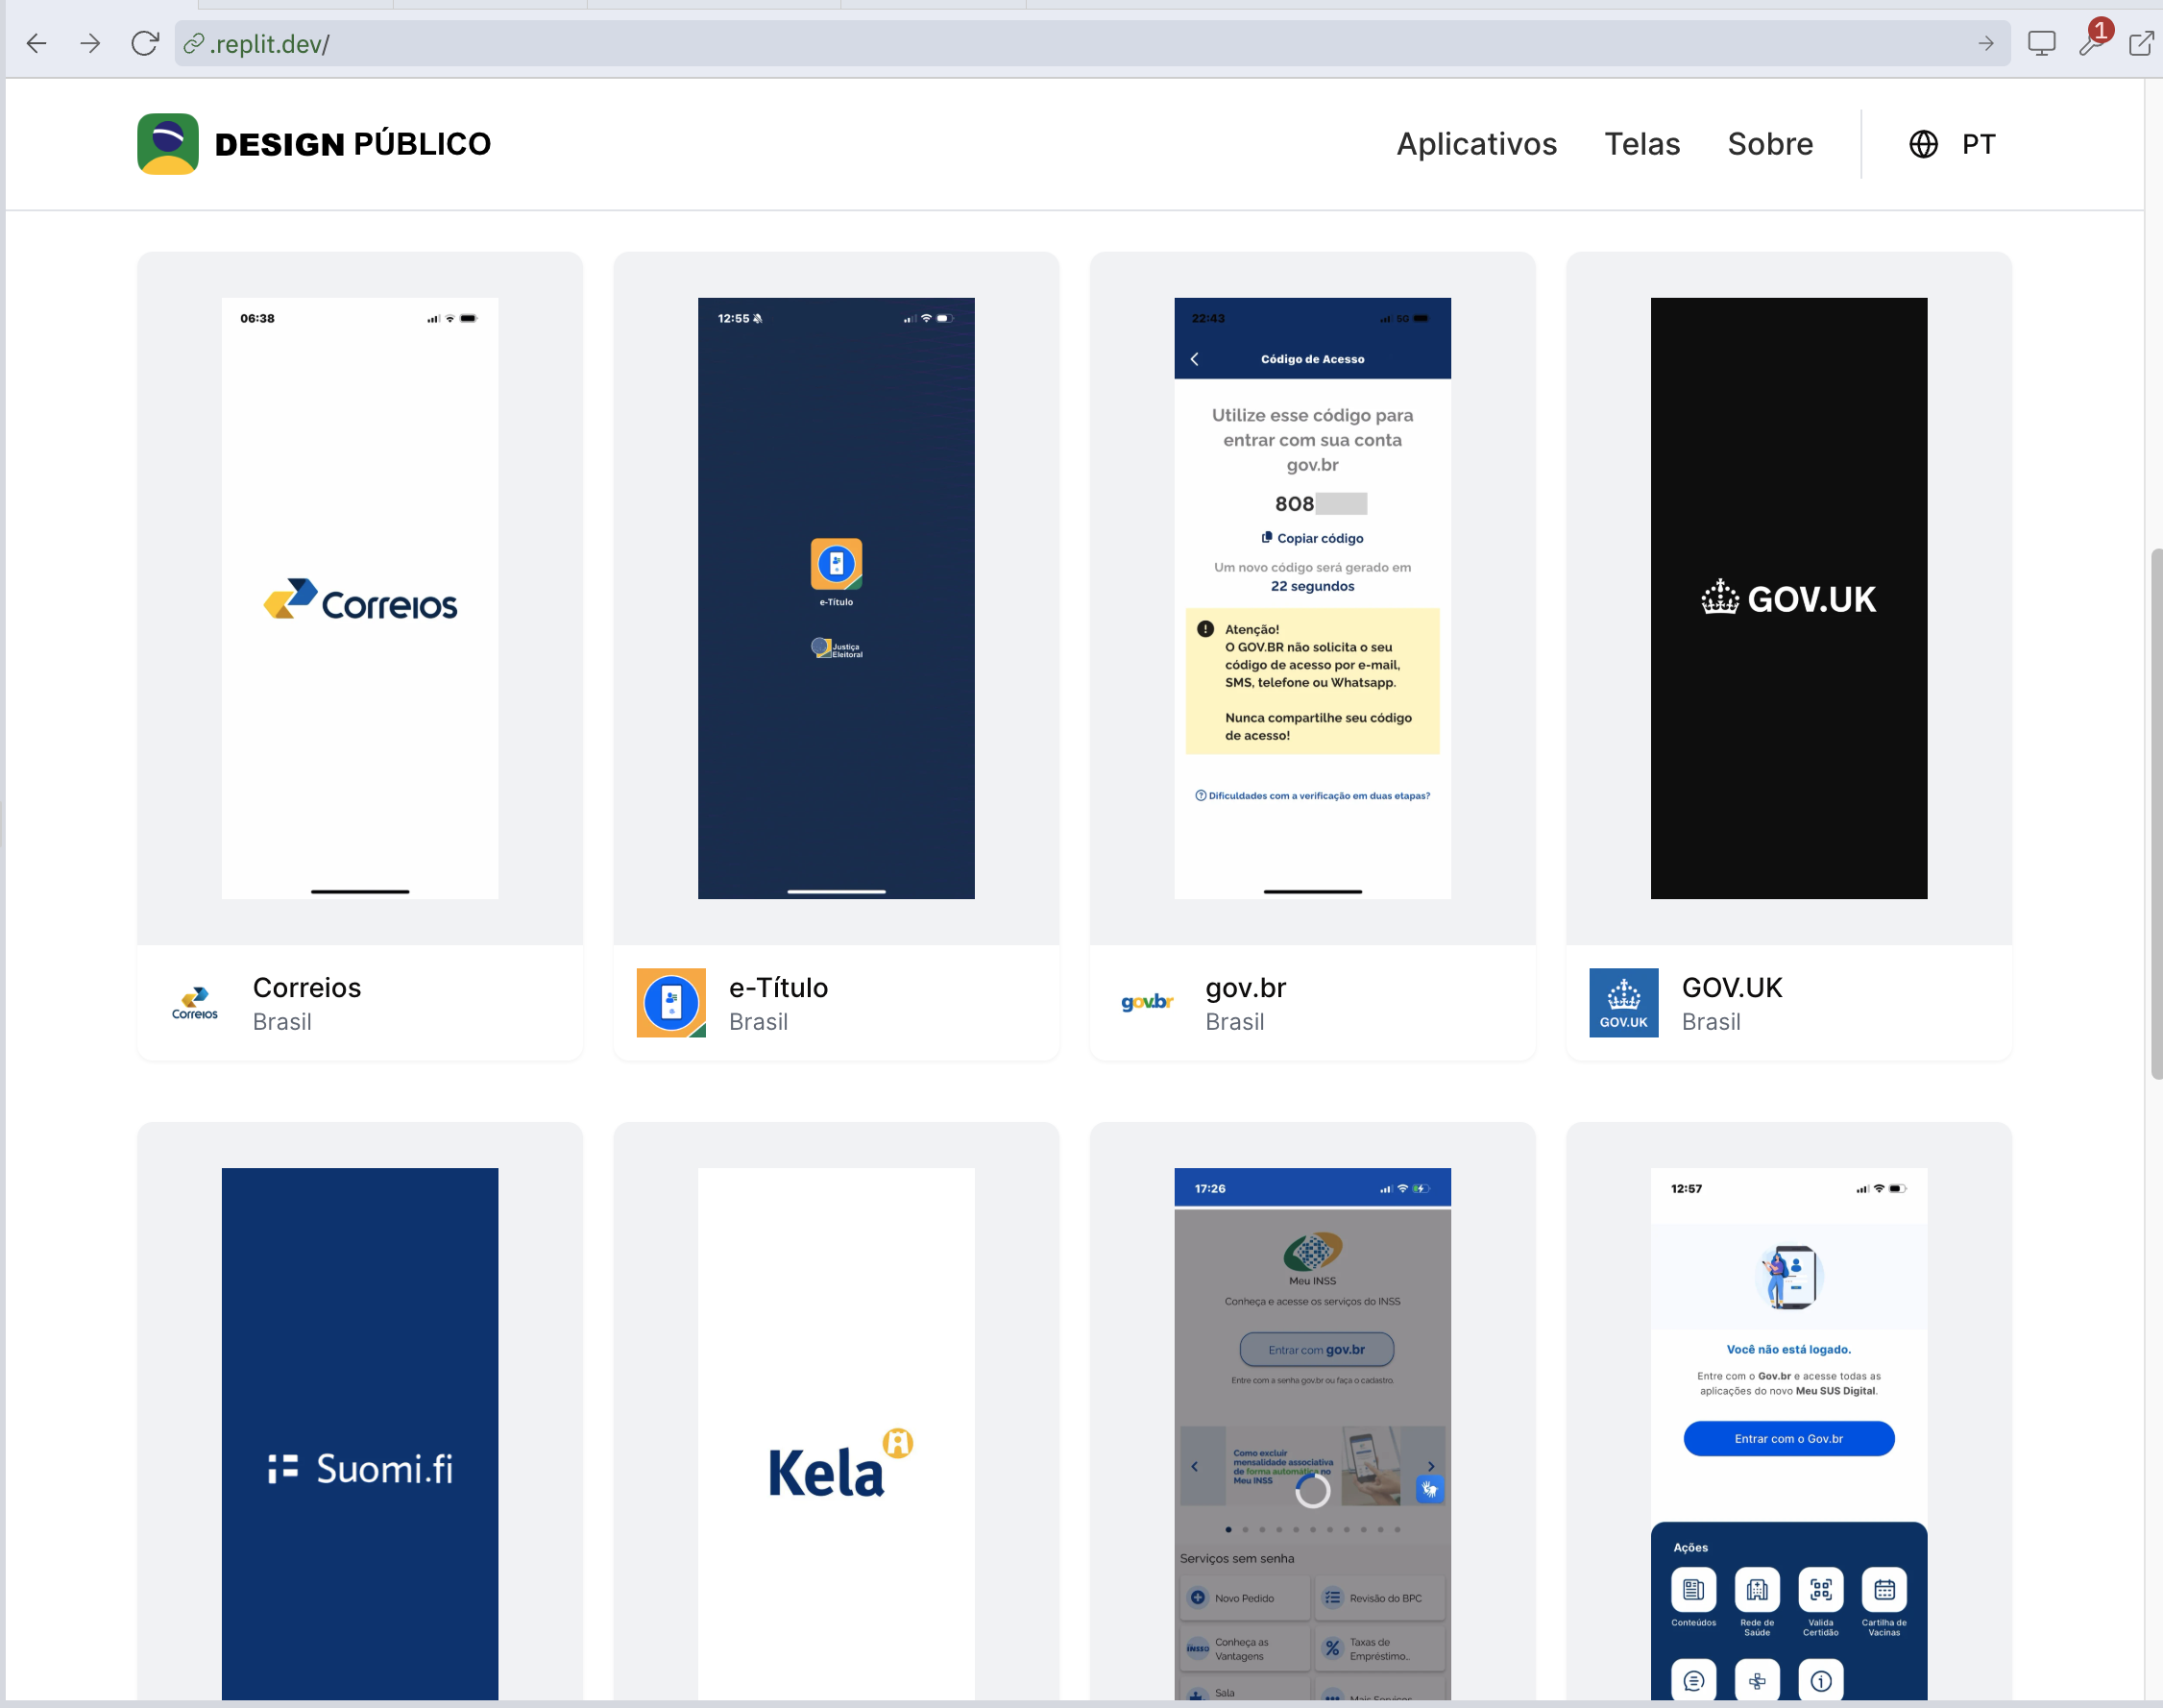 .replit.dev/
1
DESIGN PÚBLICO
Aplicativos
Telas
Sobre
PT
06:38
Correios
Correios
Correios
Brasil
12:55
e-Título
Justiça
Eleitoral
e-Título
Brasil
22:43
5G
Código de Acesso
Utilize esse código para
entrar com sua conta
gov.br
808
Copiar código
Um novo código será gerado em
22 segundos
Atenção!
O GOV.BR não solicita o seu
código de acesso por e-mail,
SMS, telefone ou Whatsapp.
Nunca compartilhe seu código
de acesso!
Dificuldades com a verificação em duas etapas?
gov.br
gov.br
Brasil
GOV.UK
GOV.UK
GOV.UK
Brasil
Suomi.fi
Kela
17:26
Meu INSS
Conheça e acesse os serviços do INSS
Entrar com gov.br
Entre com a senha gov.br ou faça o cadastro.
Como excluir
mensalidade associativa
de forma automática no
Meu INSS
Serviços sem senha
Novo Pedido
Revisão do BPC
Conheça as
Vantagens
Taxas de
Empréstimo...
Sala
Mais Serviços
12:57
Você não está logado.
Entre com o Gov.br e acesse todas as
aplicações do novo Meu SUS Digital.
Entrar com o Gov.br
Ações
Conteúdos
Rede de
Saúde
Valida
Certidão
Cartilha de
Vacinas